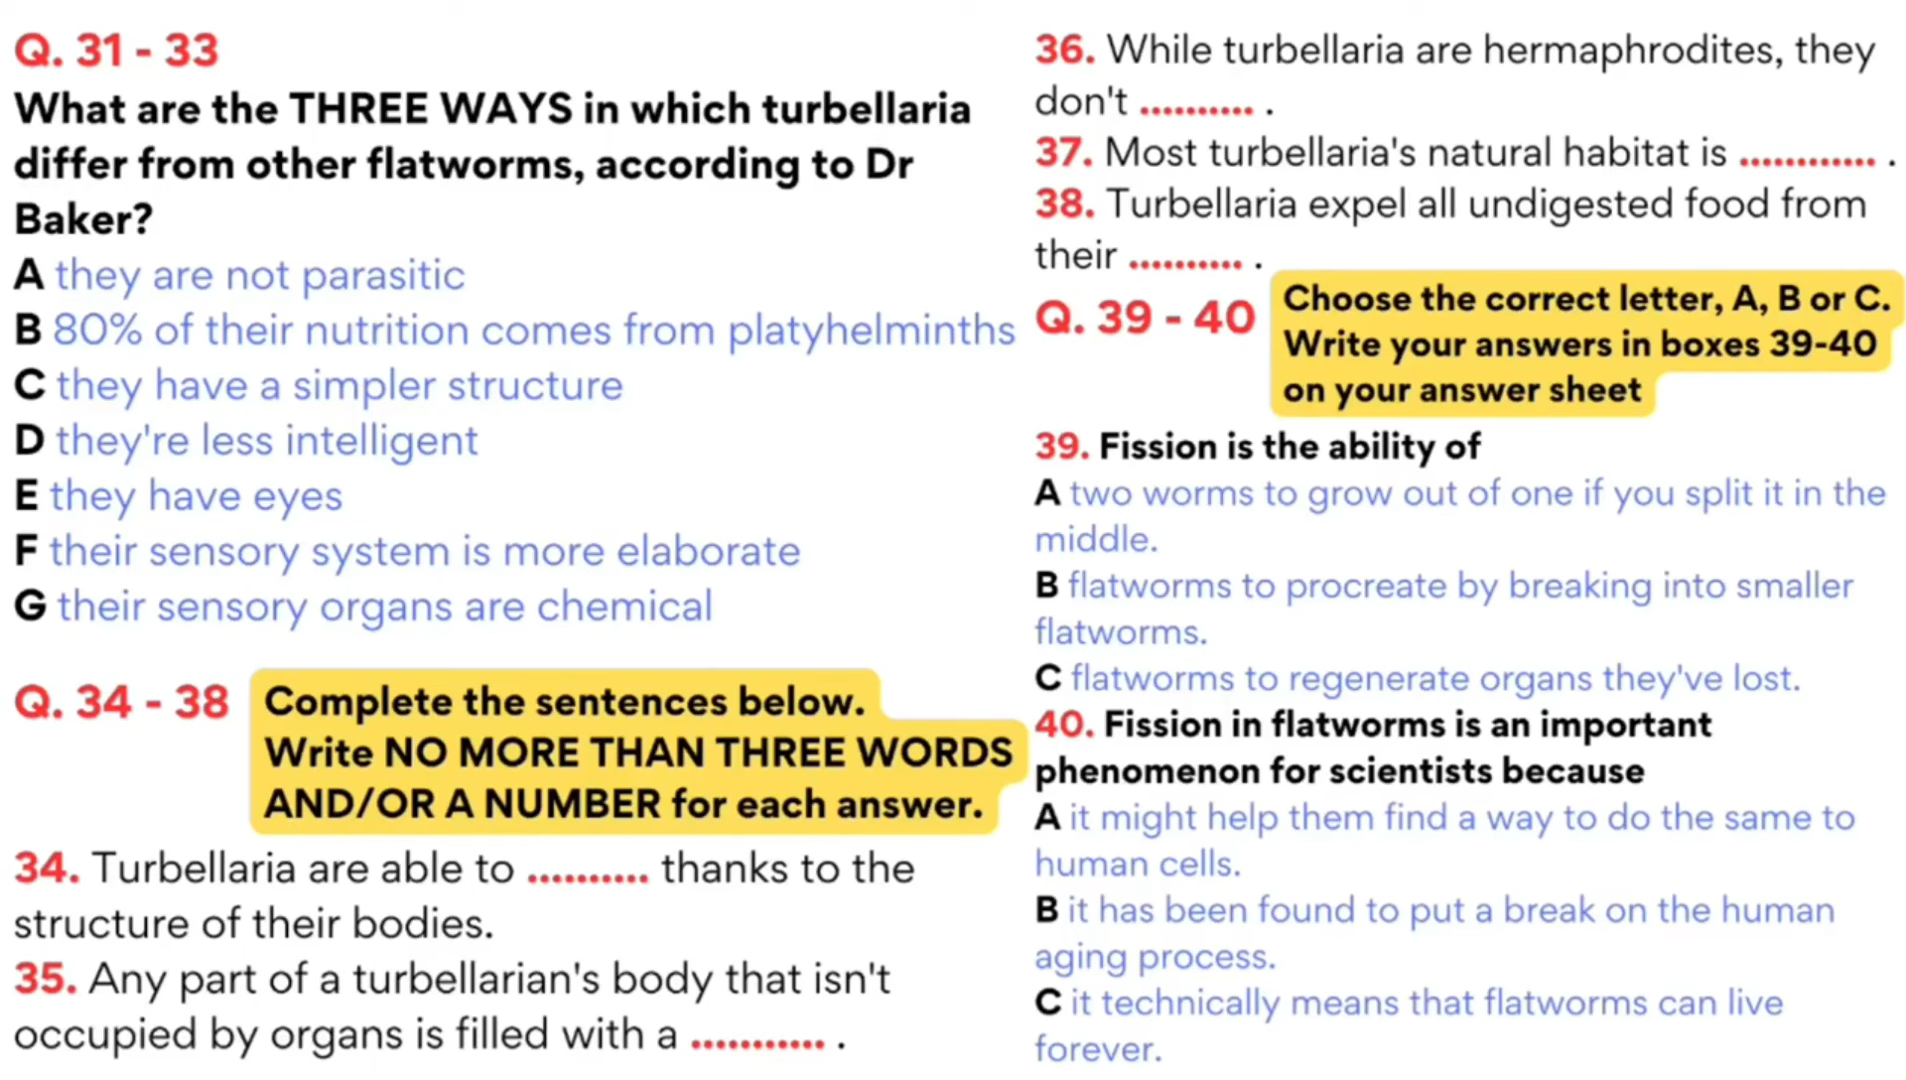 Q. 31 - 33
What are the THREE WAYS in which turbellaria
differ from other flatworms, according to Dr
Baker?
A they are not parasitic
B 80% of their nutrition comes from platyhelminths
C they have a simpler structure
D they're less intelligent
E they have eyes
F their sensory system is more elaborate
G their sensory organs are chemical
Q. 34 - 38
Complete the sentences below.
Write NO MORE THAN THREE WORDS
AND/OR A NUMBER for each answer.
34. Turbellaria are able to .......... thanks to the
structure of their bodies.
35. Any part of a turbellarian's body that isn't
occupied by organs is filled with a ........... .
36. While turbellaria are hermaphrodites, they
don't .......... .
37. Most turbellaria's natural habitat is ............ .
38. Turbellaria expel all undigested food from
their .......... .
Q. 39 - 40
Choose the correct letter, A, B or C.
Write your answers in boxes 39-40
on your answer sheet
39. Fission is the ability of
A two worms to grow out of one if you split it in the
middle.
B flatworms to procreate by breaking into smaller
flatworms.
C flatworms to regenerate organs they've lost.
40. Fission in flatworms is an important
phenomenon for scientists because
A it might help them find a way to do the same to
human cells.
B it has been found to put a break on the human
aging process.
C it technically means that flatworms can live
forever.